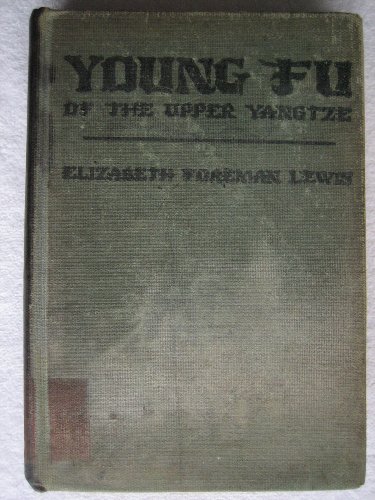 YOUNG FU
OF THE UPPER YANGTZE
ELIZABETH FOREMAN LEWIS